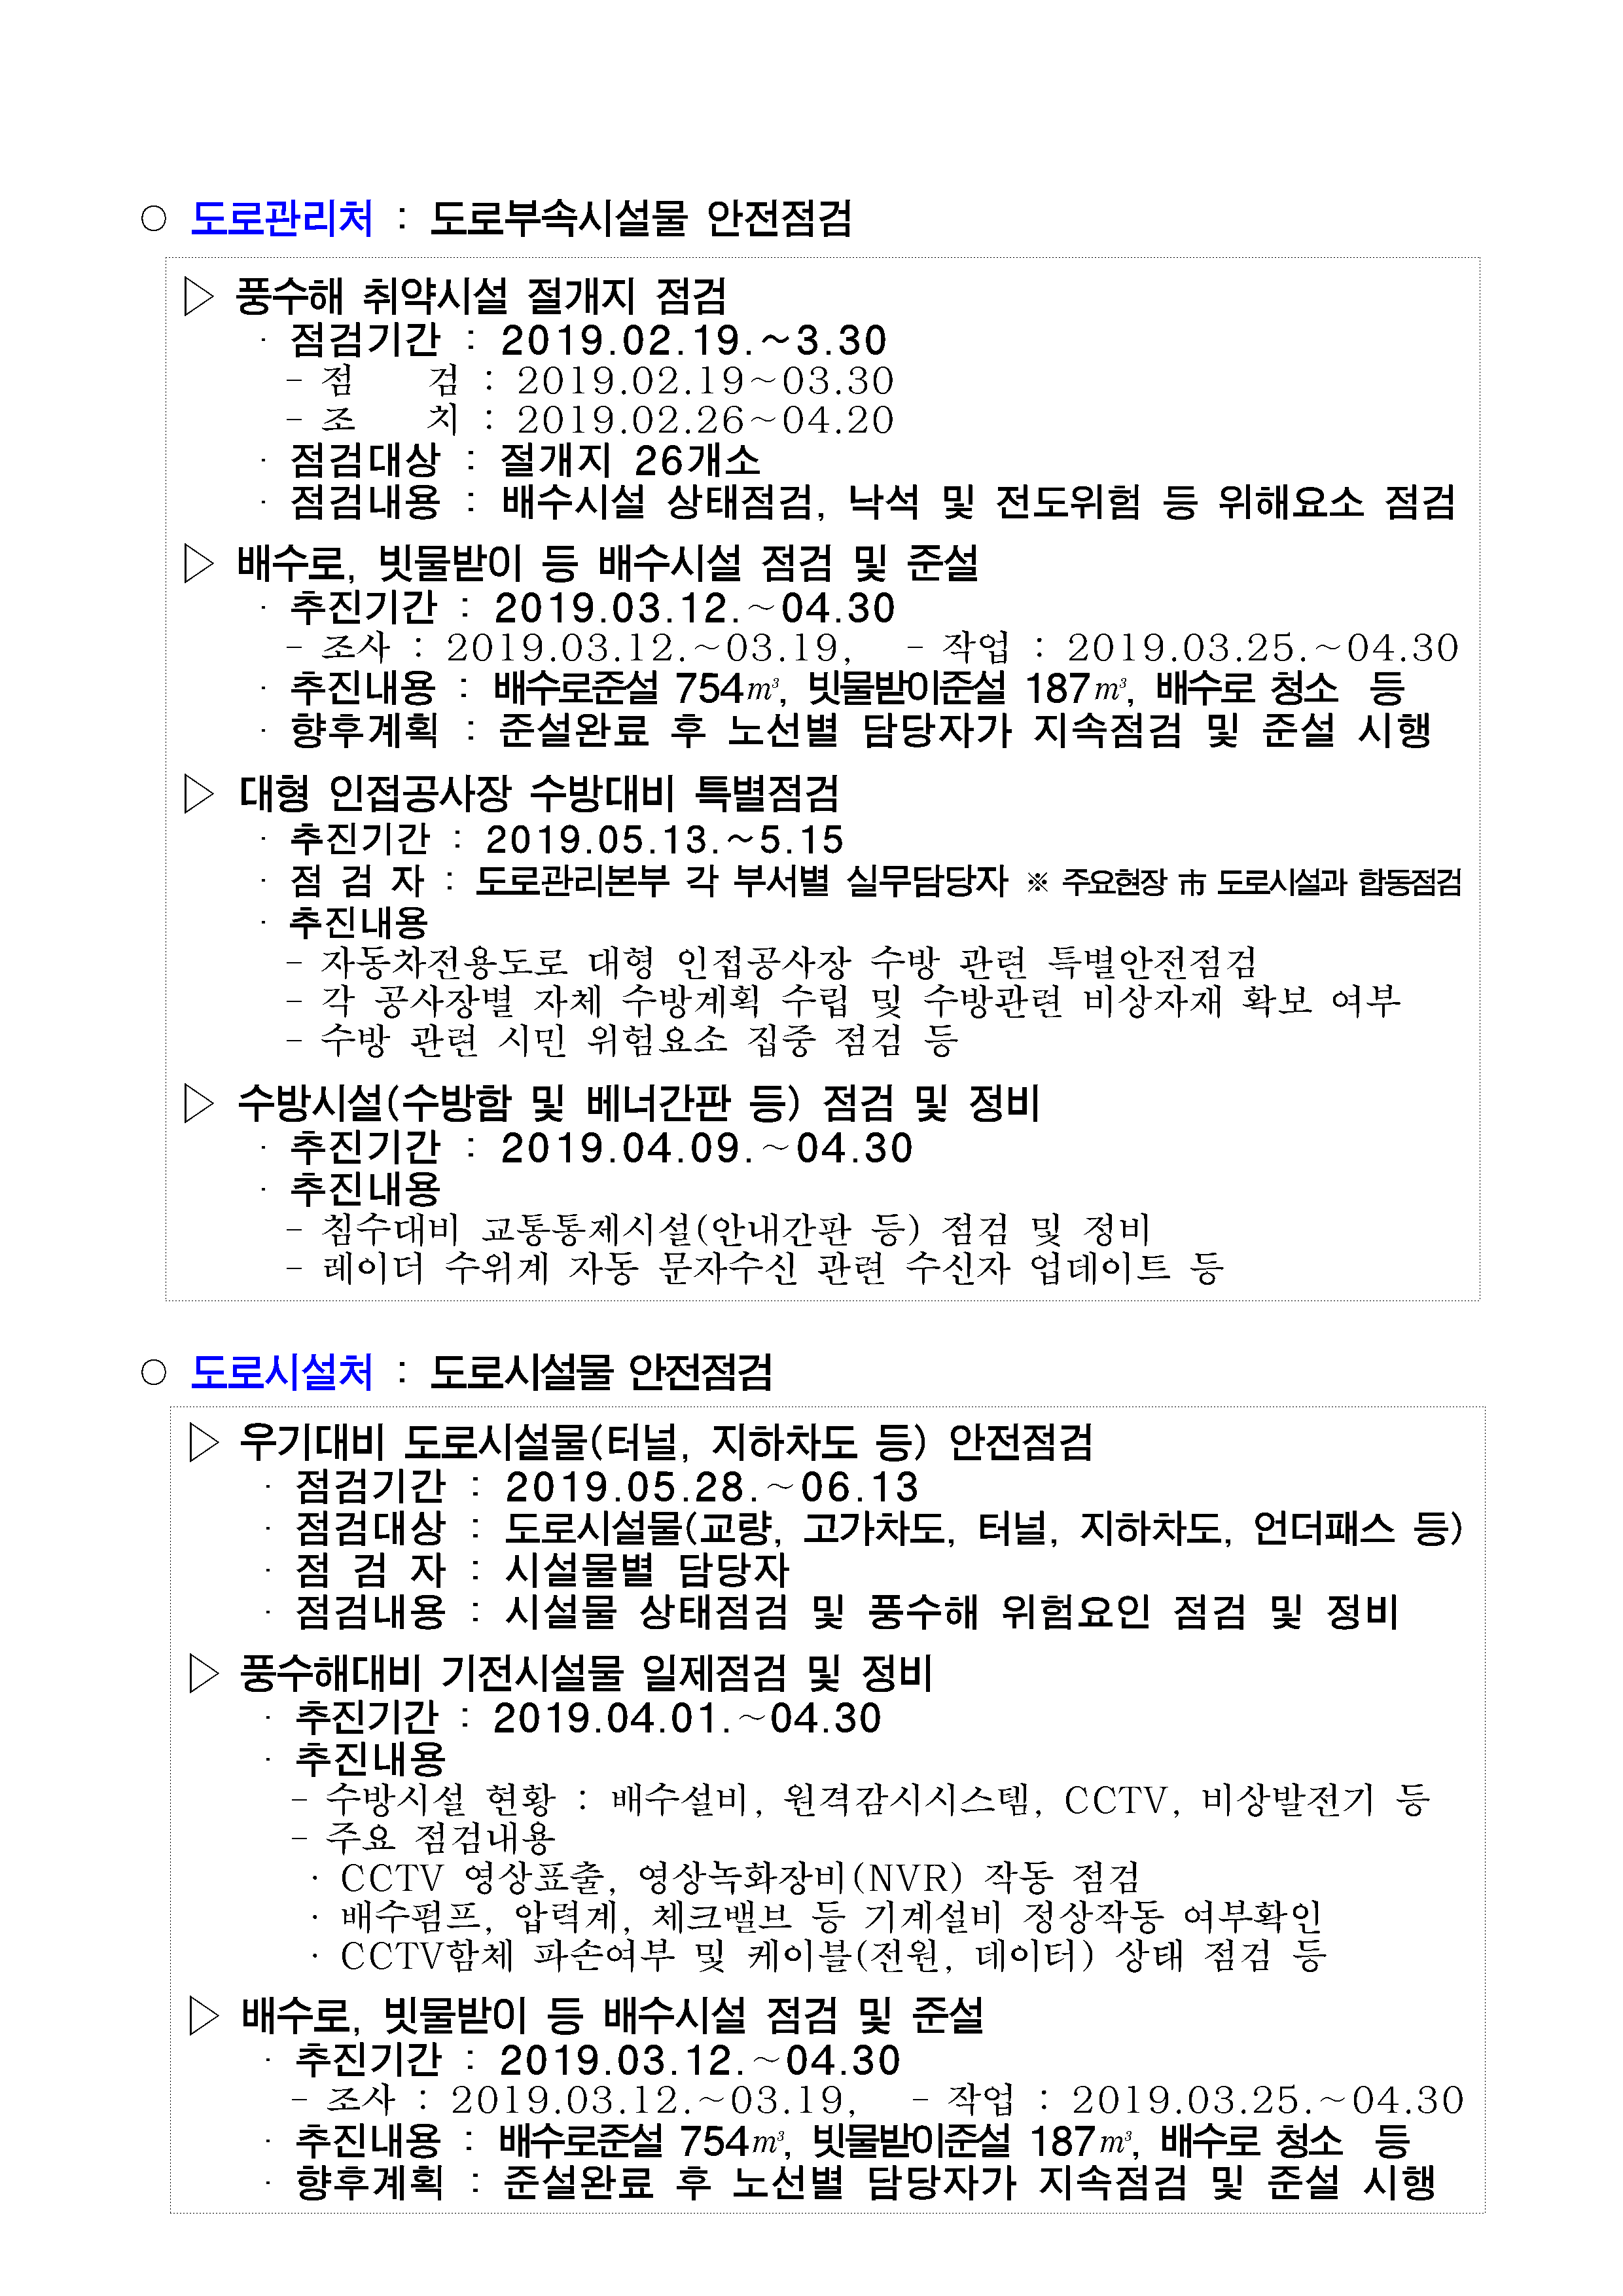 ○ 도로관리처 : 도로부속시설물 안전점검
▷ 풍수해 취약시설 절개지 점검
· 점검기간 : 2019.02.19.~3.30
- 점 검 : 2019.02.19~03.30
- 조 치 : 2019.02.26~04.20
· 점검대상 : 절개지 26개소
· 점검내용 : 배수시설 상태점검, 낙석 및 전도위험 등 위해요소 점검
▷ 배수로, 빗물받이 등 배수시설 점검 및 준설
· 추진기간 : 2019.03.12.~04.30
- 조사 : 2019.03.12.~03.19, - 작업 : 2019.03.25.~04.30
· 추진내용 : 배수로준설 754㎥, 빗물받이준설 187㎥, 배수로 청소 등
· 향후계획 : 준설완료 후 노선별 담당자가 지속점검 및 준설 시행
▷ 대형 인접공사장 수방대비 특별점검
· 추진기간 : 2019.05.13.~5.15
· 점 검 자 : 도로관리본부 각 부서별 실무담당자 ※ 주요현장 市 도로시설과 합동점검
· 추진내용
- 자동차전용도로 대형 인접공사장 수방 관련 특별안전점검
- 각 공사장별 자체 수방계획 수립 및 수방관련 비상자재 확보 여부
- 수방 관련 시민 위험요소 집중 점검 등
▷ 수방시설(수방함 및 베너간판 등) 점검 및 정비
· 추진기간 : 2019.04.09.~04.30
· 추진내용
- 침수대비 교통통제시설(안내간판 등) 점검 및 정비
- 레이더 수위계 자동 문자수신 관련 수신자 업데이트 등
○ 도로시설처 : 도로시설물 안전점검
▷ 우기대비 도로시설물(터널, 지하차도 등) 안전점검
· 점검기간 : 2019.05.28.~06.13
· 점검대상 : 도로시설물(교량, 고가차도, 터널, 지하차도, 언더패스 등)
· 점 검 자 : 시설물별 담당자
· 점검내용 : 시설물 상태점검 및 풍수해 위험요인 점검 및 정비
▷ 풍수해대비 기전시설물 일제점검 및 정비
· 추진기간 : 2019.04.01.~04.30
· 추진내용
- 수방시설 현황 : 배수설비, 원격감시시스템, CCTV, 비상발전기 등
- 주요 점검내용
· CCTV 영상표출, 영상녹화장비(NVR) 작동 점검
· 배수펌프, 압력계, 체크밸브 등 기계설비 정상작동 여부확인
· CCTV함체 파손여부 및 케이블(전원, 데이터) 상태 점검 등
▷ 배수로, 빗물받이 등 배수시설 점검 및 준설
· 추진기간 : 2019.03.12.~04.30
- 조사 : 2019.03.12.~03.19, - 작업 : 2019.03.25.~04.30
· 추진내용 : 배수로준설 754㎥, 빗물받이준설 187㎥, 배수로 청소 등
· 향후계획 : 준설완료 후 노선별 담당자가 지속점검 및 준설 시행